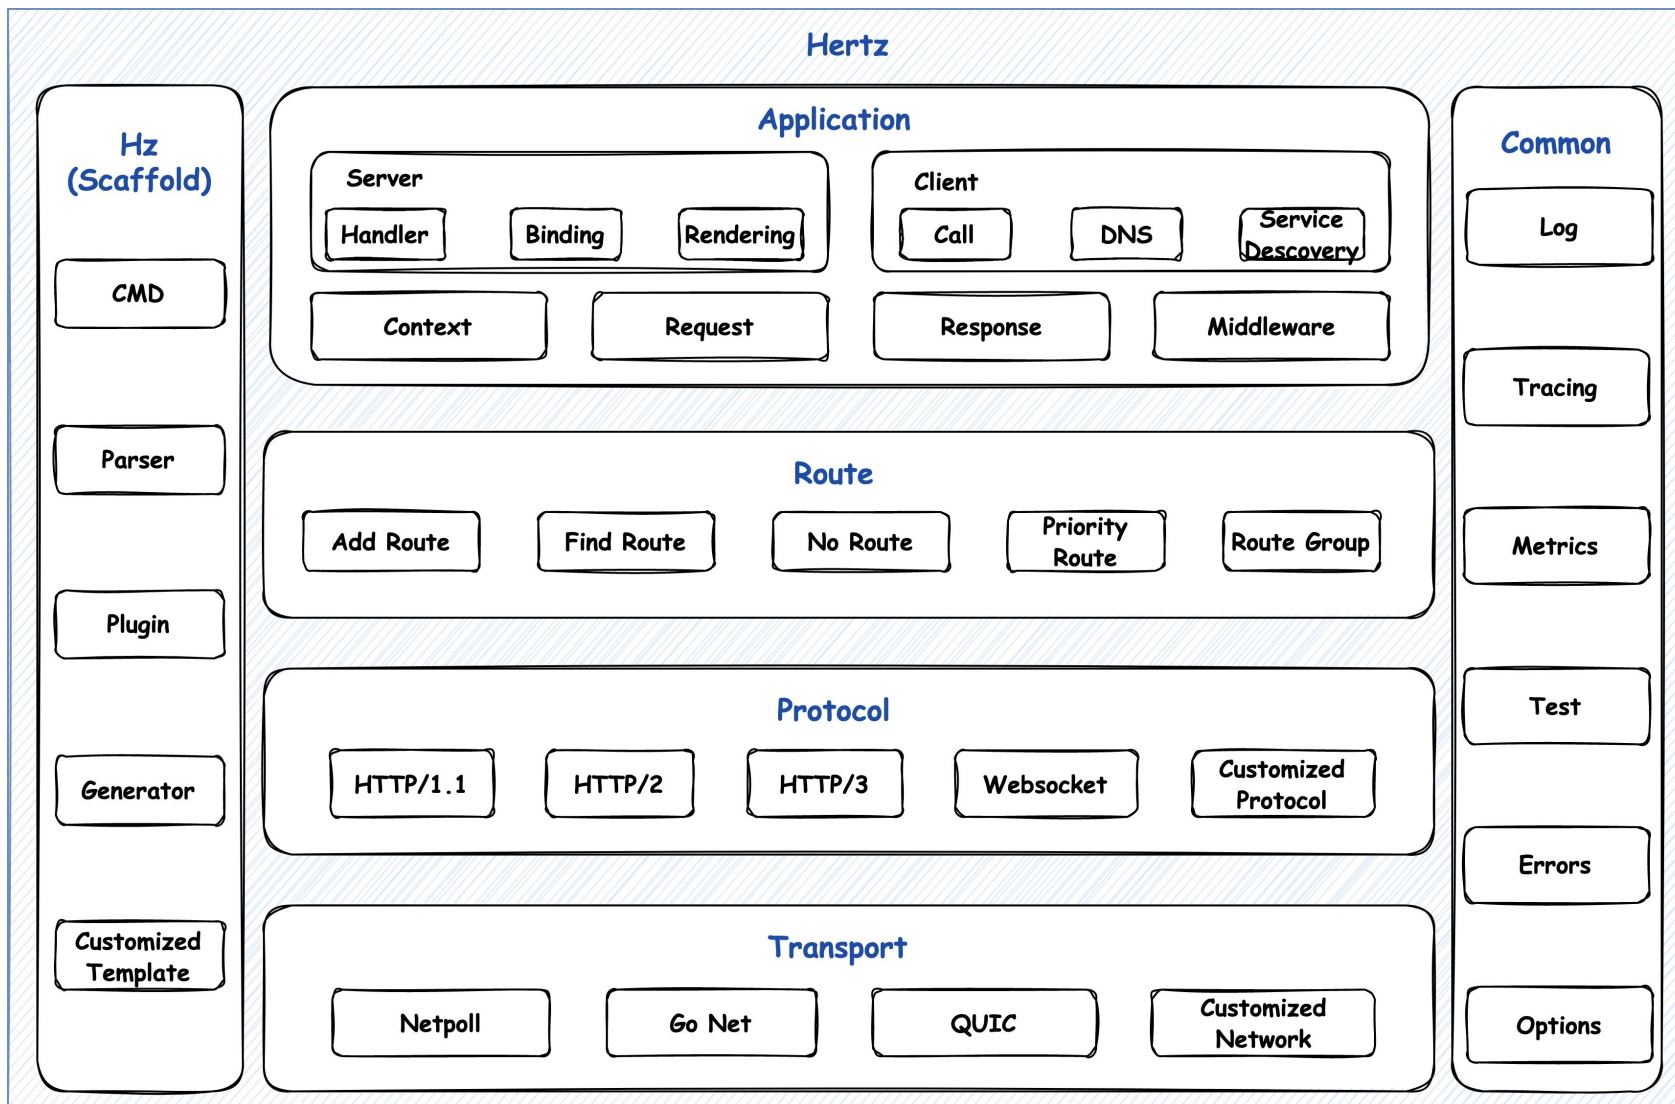 Hertz
Hz
(Scaffold)
CMD
Parser
Plugin
Generator
Customized
Template
Application
Server
Handler
Binding
Rendering
Client
Call
DNS
Service
Descovery
Context
Request
Response
Middleware
Route
Add Route
Find Route
No Route
Priority
Route
Route Group
Protocol
HTTP/1.1
HTTP/2
HTTP/3
Websocket
Customized
Protocol
Transport
Netpoll
Go Net
QUIC
Customized
Network
Common
Log
Tracing
Metrics
Test
Errors
Options